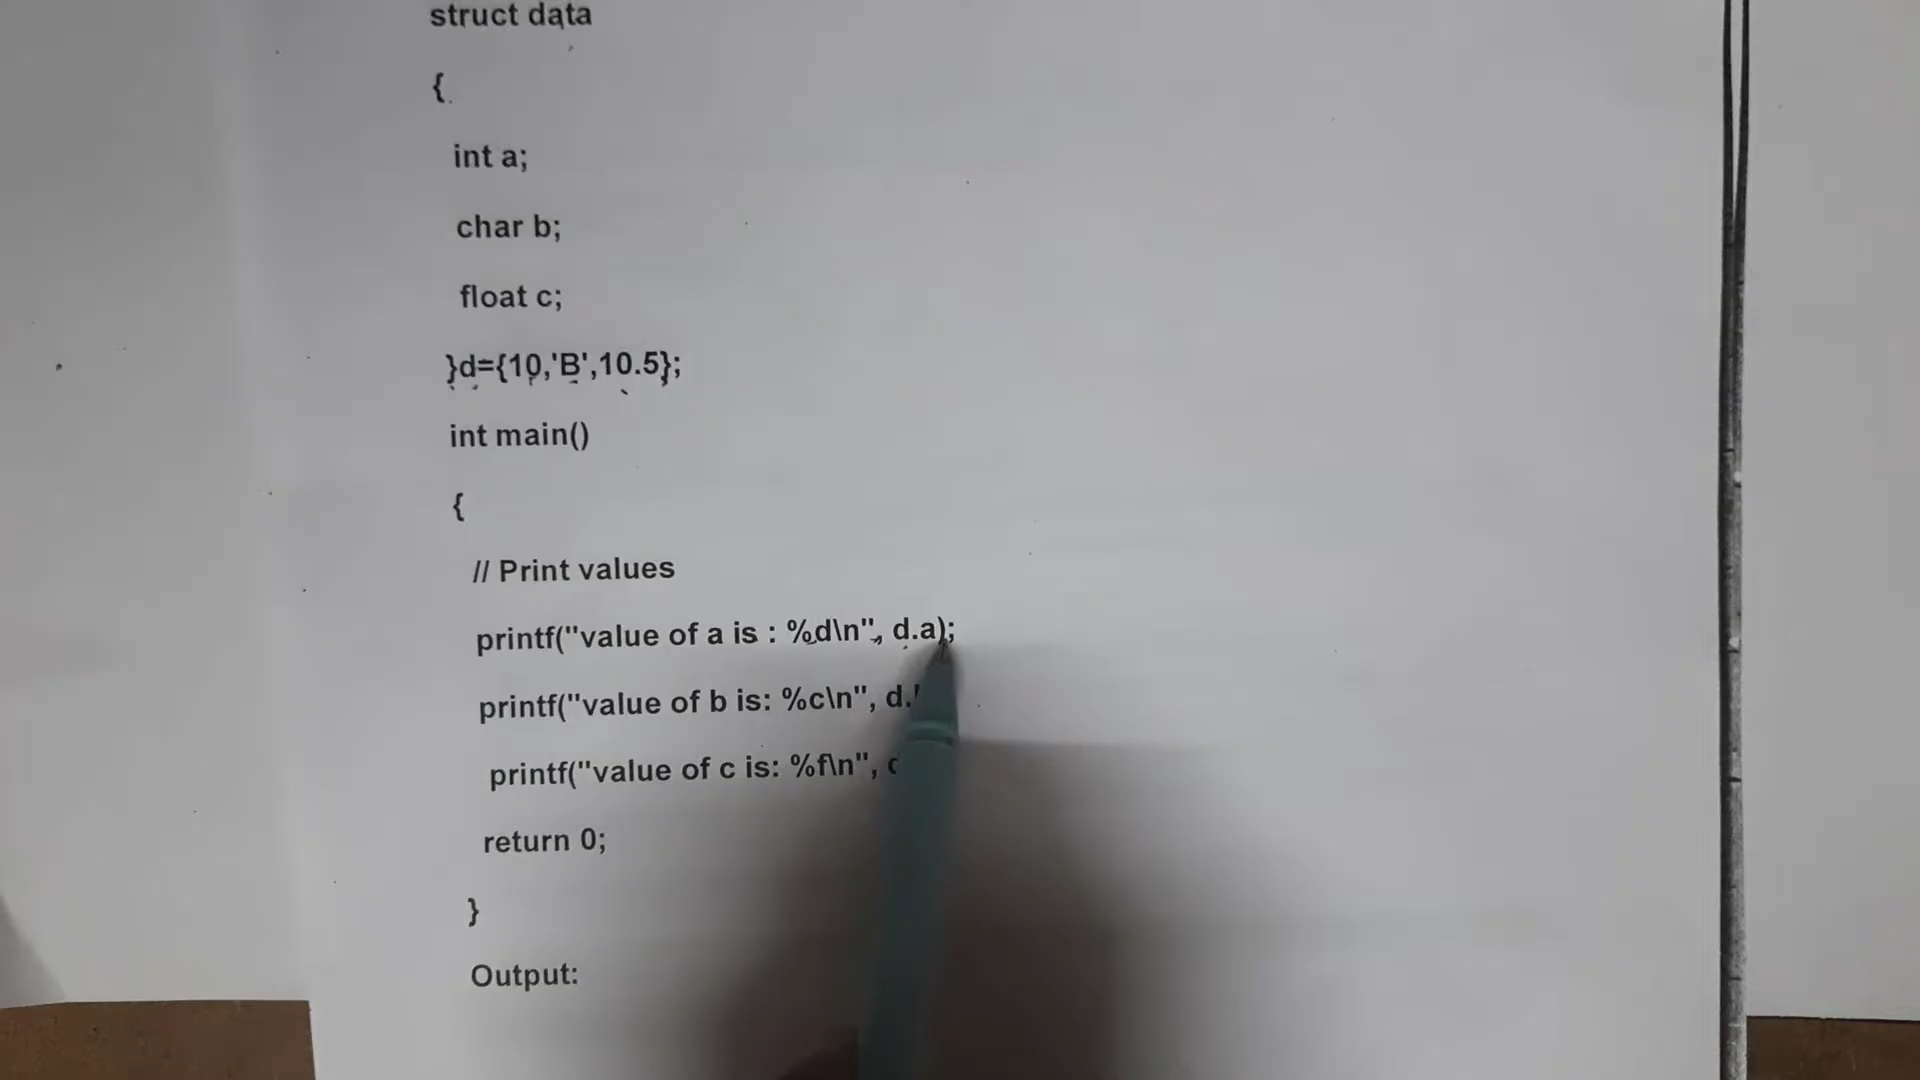 struct data
{
int a;
char b;
float c;
}d={10,'B',10.5};
int main()
{
// Print values
printf("value of a is : %d\n", d.a);
printf("value of b is: %c\n", d.
printf("value of c is: %f\n",
return 0;
}
Output: